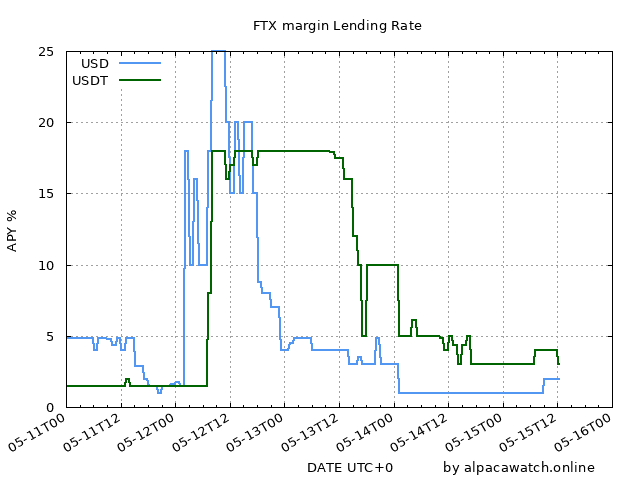 FTX margin Lending Rate
25
20
15
10
5
0
APY %
USD
USDT
05-11T00
05-11T12
05-12T00
05-12T12
05-13T00
05-13T12
05-14T00
05-14T12
05-15T00
05-15T12
05-16T00
DATE UTC+0 by alpacawatch.online